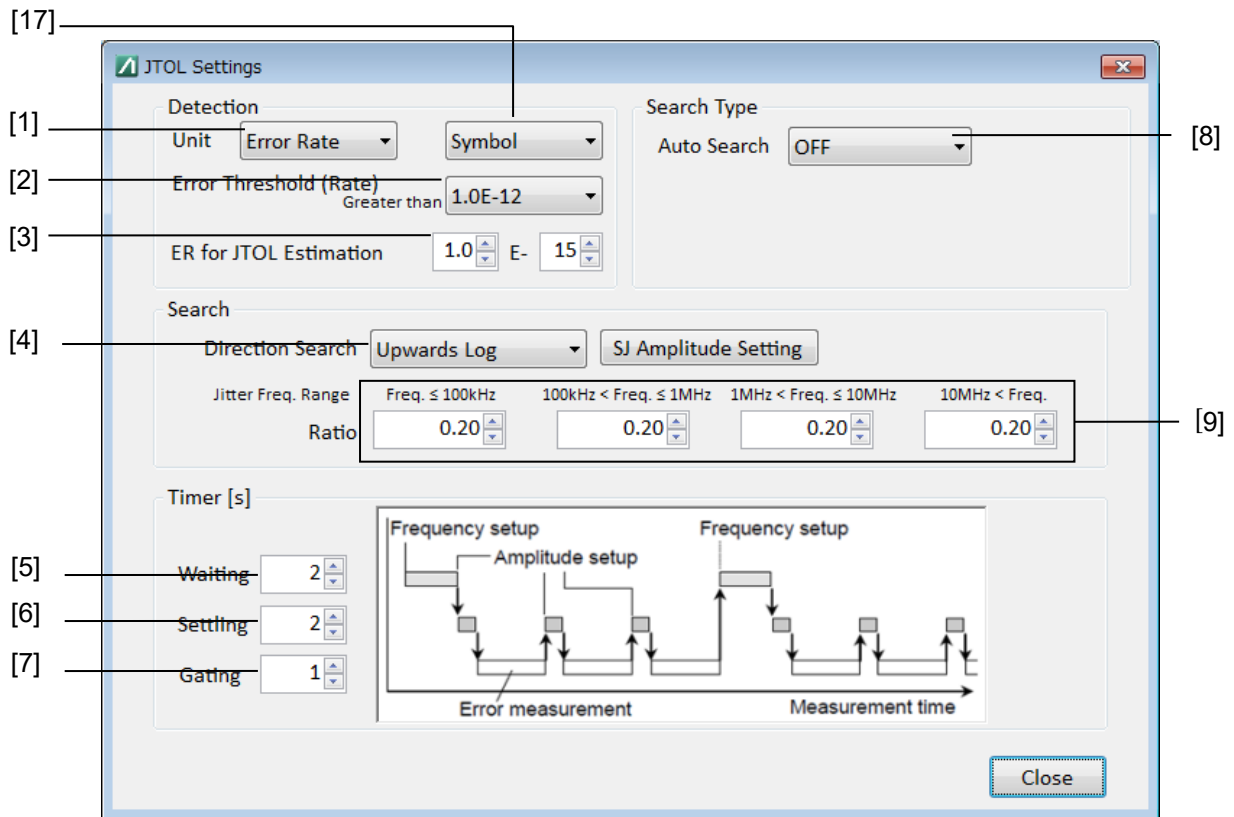 [17]
JTOL Settings
Detection
Search Type
[1]
Unit Error Rate Symbol
Auto Search OFF
[8]
[2]
Error Threshold (Rate)
Greater than 1.0E-12
[3]
ER for JTOL Estimation 1.0 E- 15
Search
[4]
Direction Search Upwards Log SJ Amplitude Setting
Jitter Freq. Range Freq. ≤ 100kHz 100kHz < Freq. ≤ 1MHz 1MHz < Freq. ≤ 10MHz 10MHz < Freq.
Ratio 0.20 0.20 0.20 0.20
[9]
Timer [s]
Frequency setup Frequency setup
Amplitude setup
[5]
Waiting 2
[6]
Settling 2
[7]
Gating 1
Error measurement Measurement time
Close